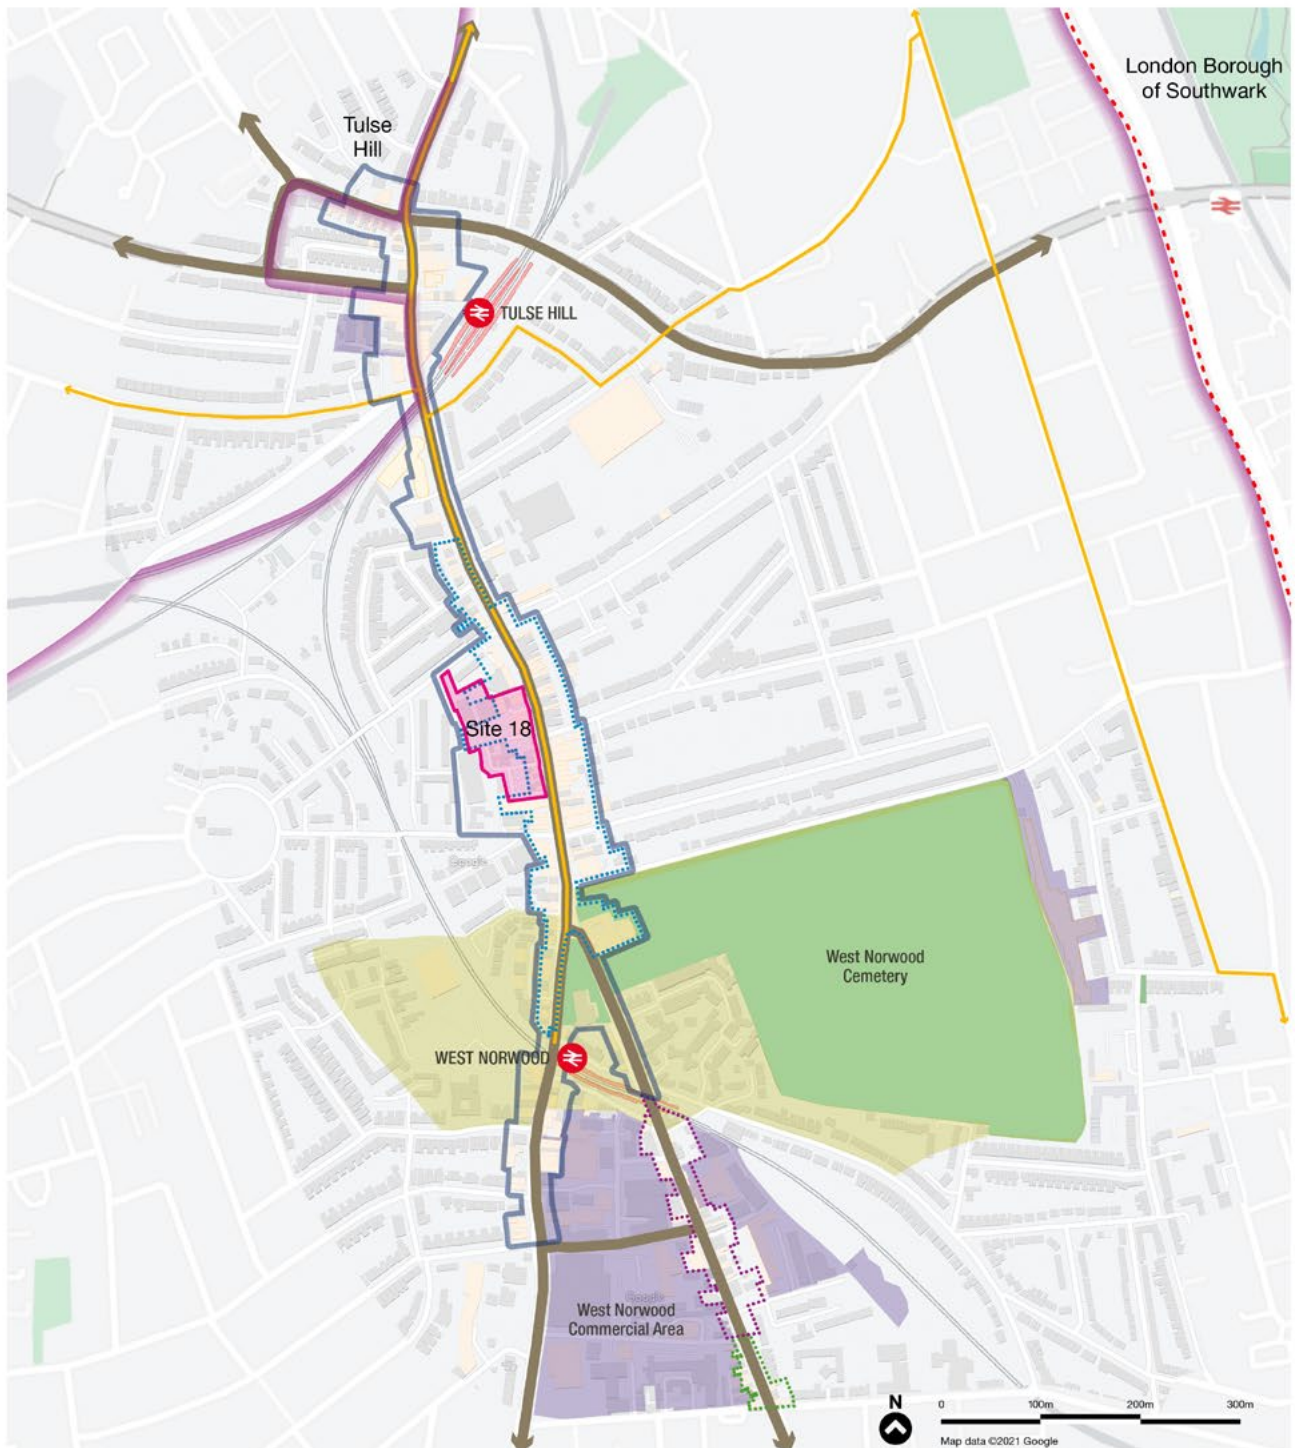 London Borough
of Southwark
Tulse
Hill
TULSE HILL
Site 18
West Norwood
Cemetery
WEST NORWOOD
West Norwood
Commercial Area
N
0 100m 200m 300m
Map data ©2021 Google